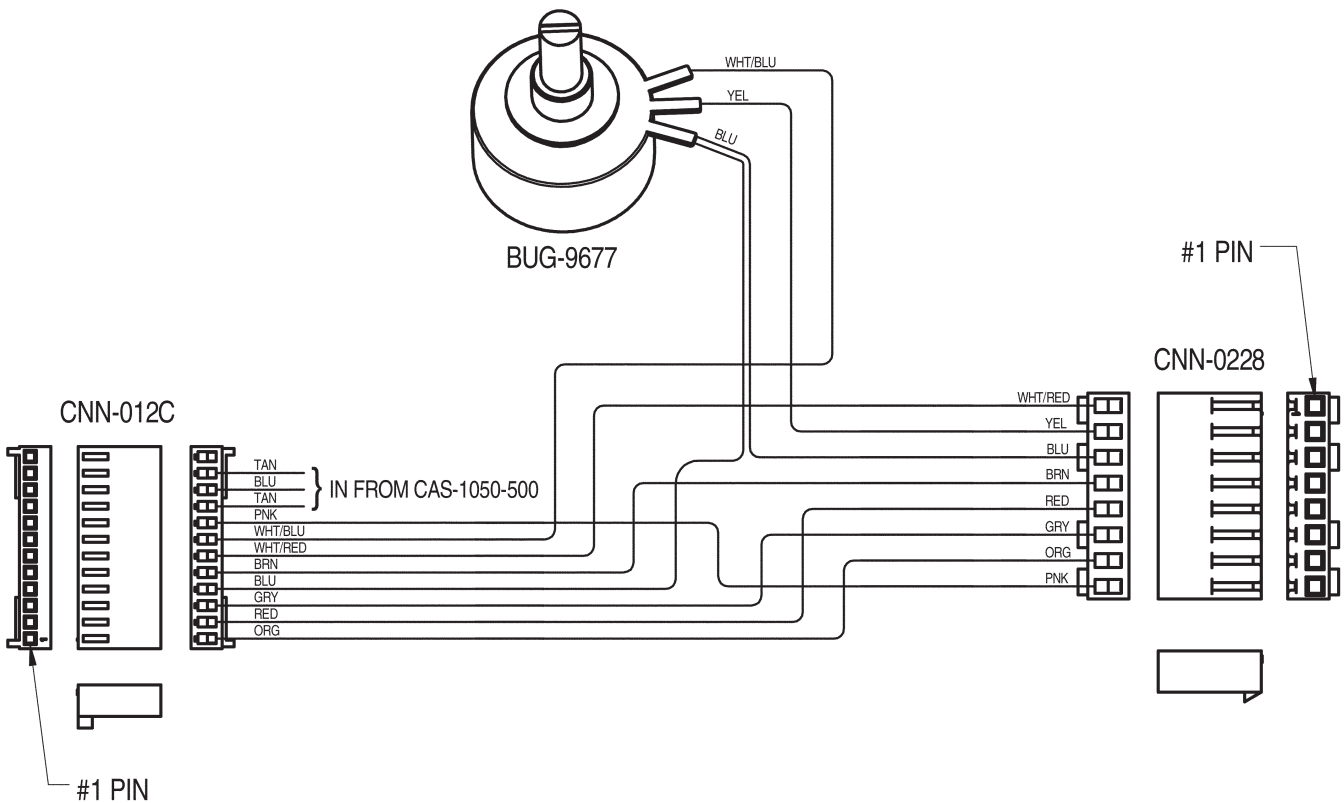 WHT/BLU
YEL
BLU
BUG-9677
#1 PIN
CNN-0228
CNN-012C
WHT/RED
YEL
BLU
BRN
RED
GRY
ORG
PNK
TAN
BLU
TAN
IN FROM CAS-1050-500
PNK
WHT/BLU
WHT/RED
BRN
BLU
GRY
RED
ORG
1
1
#1 PIN